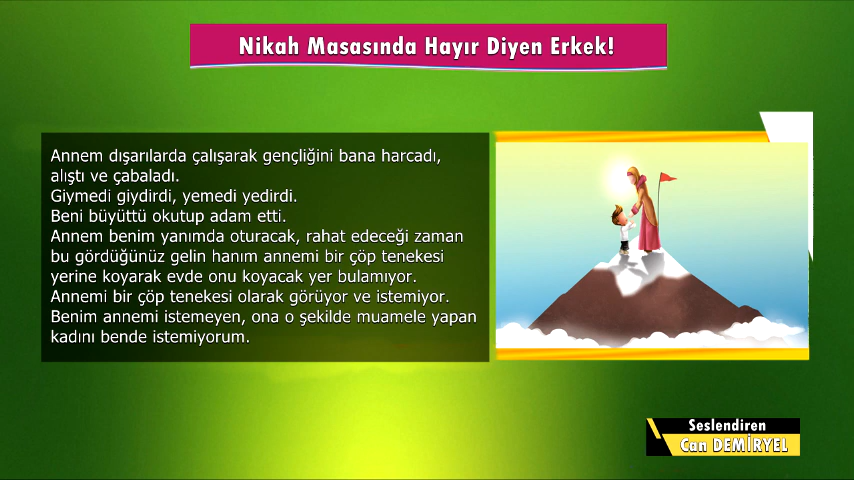 Nikah Masasında Hayır Diyen Erkek!
Annem dışarılarda çalışarak gençliğini bana harcadı,
alıştı ve çabaladı.
Giymedi giydirdi, yemedi yedirdi.
Beni büyüttü okutup adam etti.
Annem benim yanımda oturacak, rahat edeceği zaman
bu gördüğünüz gelin hanım annemi bir çöp tenekesi
yerine koyarak evde onu koyacak yer bulamıyor.
Annemi bir çöp tenekesi olarak görüyor ve istemiyor.
Benim annemi istemeyen, ona o şekilde muamele yapan
kadını bende istemiyorum.
Seslendiren
Can DEMİRYEL